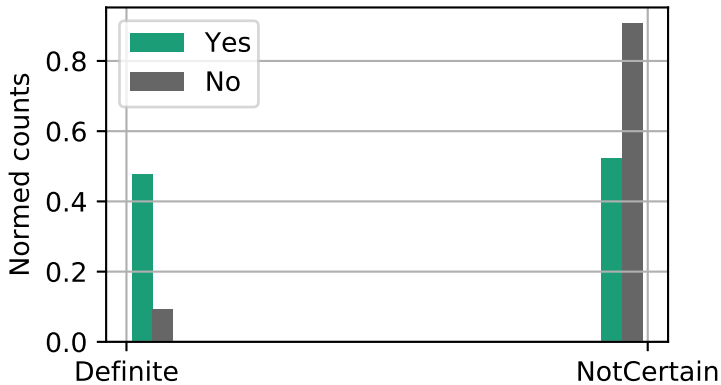 Yes
No
Normed counts
0.8
0.6
0.4
0.2
0.0
Definite
NotCertain